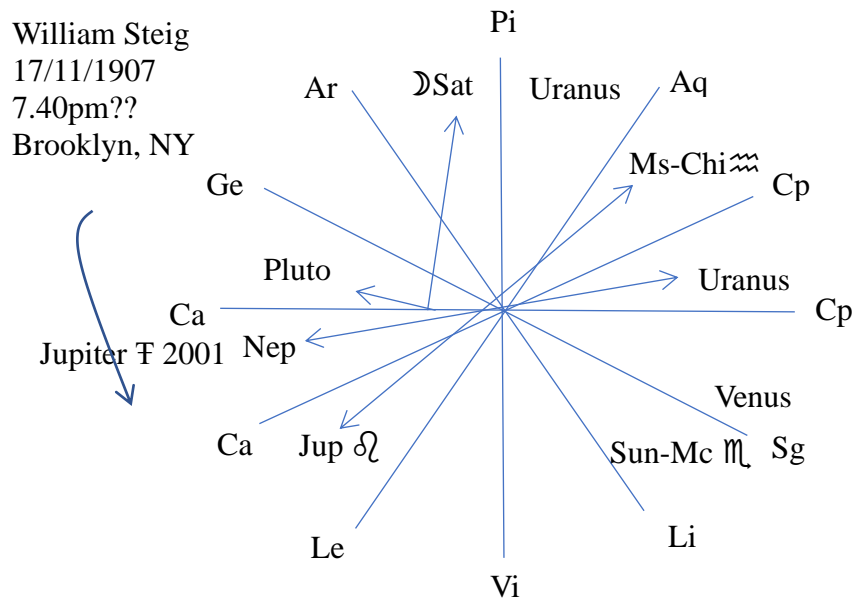 William Steig
17/11/1907
7.40pm??
Brooklyn, NY
Pi
Ar
☽Sat
Uranus
Aq
Ms-Chi♒
Ge
Cp
Pluto
Uranus
Ca
Cp
Jupiter Ŧ 2001
Nep
Venus
Ca
Jup ♌
Sun-Mc ♏
Sg
Le
Li
Vi